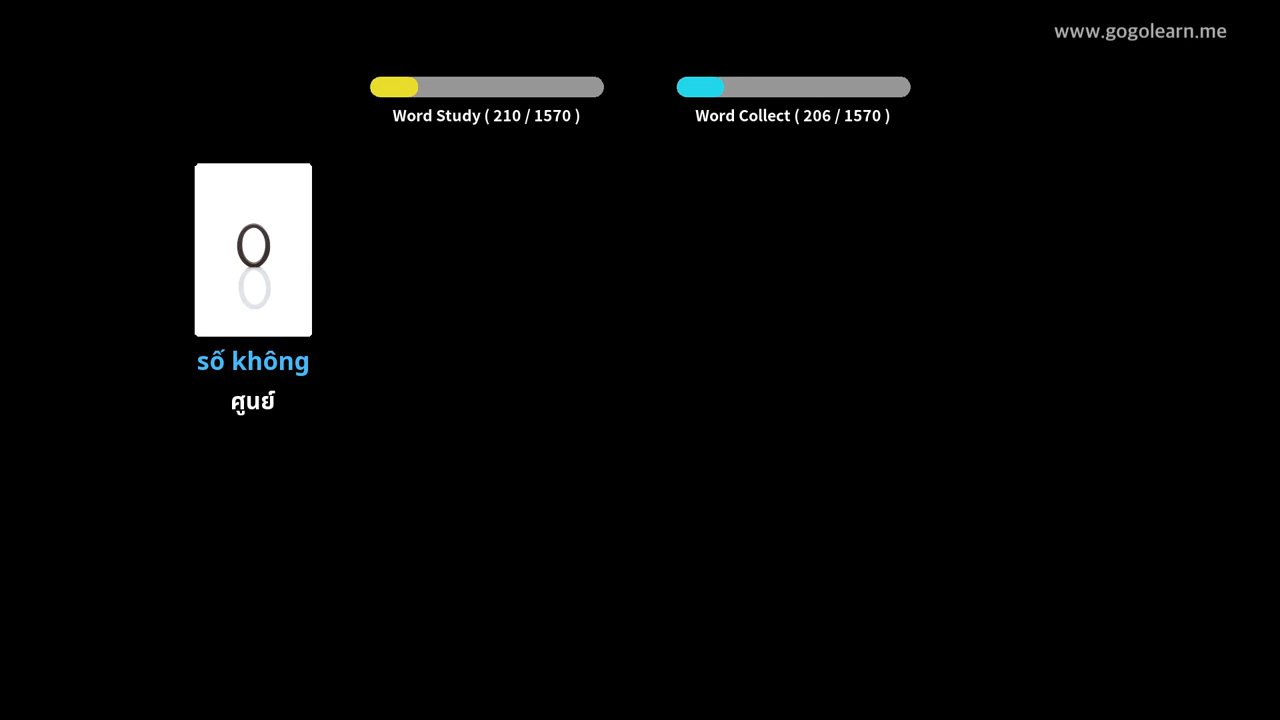 www.gogolearn.me
Word Study ( 210 / 1570 )
Word Collect ( 206 / 1570 )
0
số không
ศูนย์